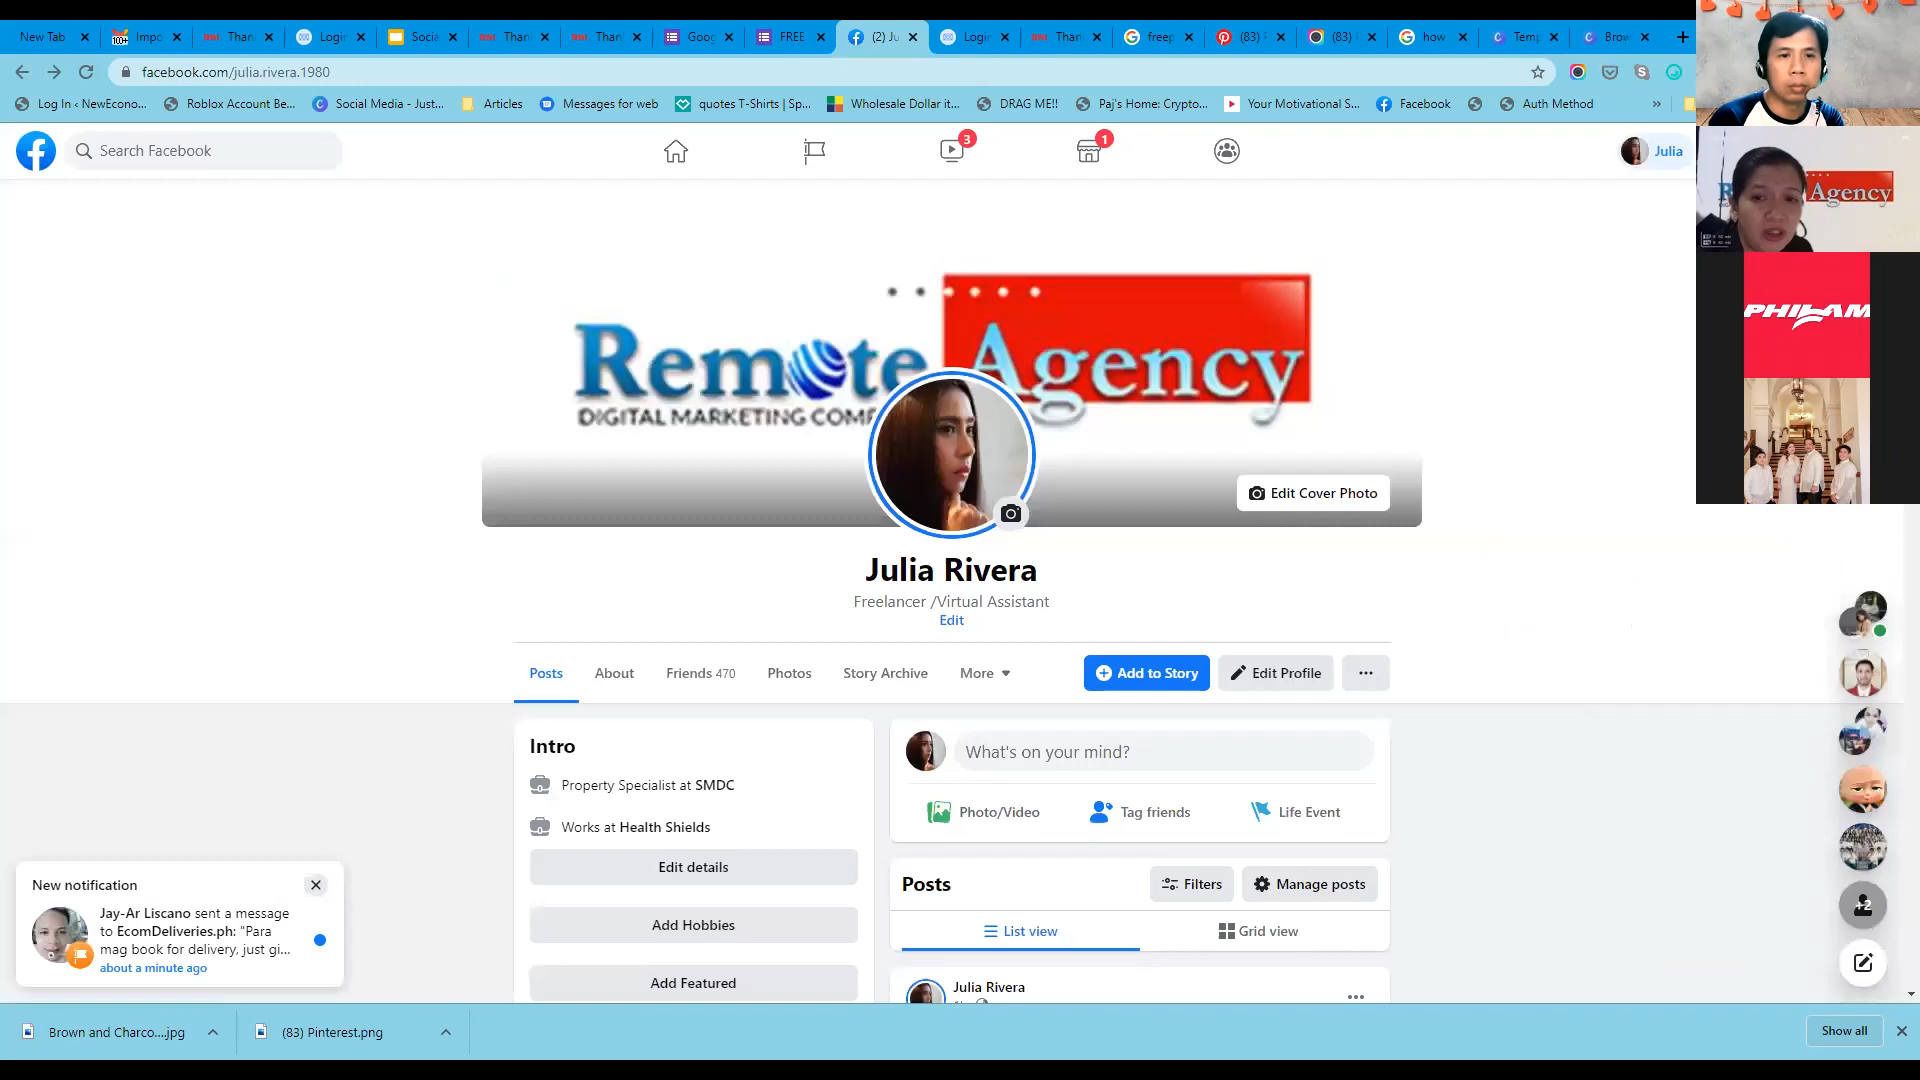 New Tab
Impo
Than
Login
Socia
Than
Than
Goog
FREE
(2) Ju
Login
Than
freep
(83)
(83)
how
Temp
Brow
facebook.com/julia.rivera.1980
Log In ‹ NewEcono...
Roblox Account Be...
Social Media - Just...
Articles
Messages for web
quotes T-Shirts | Sp...
Wholesale Dollar it...
DRAG ME!!
Paj's Home: Crypto...
Your Motivational S...
Facebook
Auth Method
»
Search Facebook
3
1
Julia
Agency
PHILAM
Remote Agency
DIGITAL MARKETING COMP
Edit Cover Photo
Julia Rivera
Freelancer /Virtual Assistant
Edit
Posts
About
Friends 470
Photos
Story Archive
More
Add to Story
Edit Profile
Intro
Property Specialist at SMDC
Works at Health Shields
Edit details
Add Hobbies
Add Featured
What's on your mind?
Photo/Video
Tag friends
Life Event
Posts
Filters
Manage posts
List view
Grid view
Julia Rivera
New notification
Jay-Ar Liscano sent a message
to EcomDeliveries.ph: "Para
mag book for delivery, just gi...
about a minute ago
+2
Brown and Charco....jpg
(83) Pinterest.png
Show all